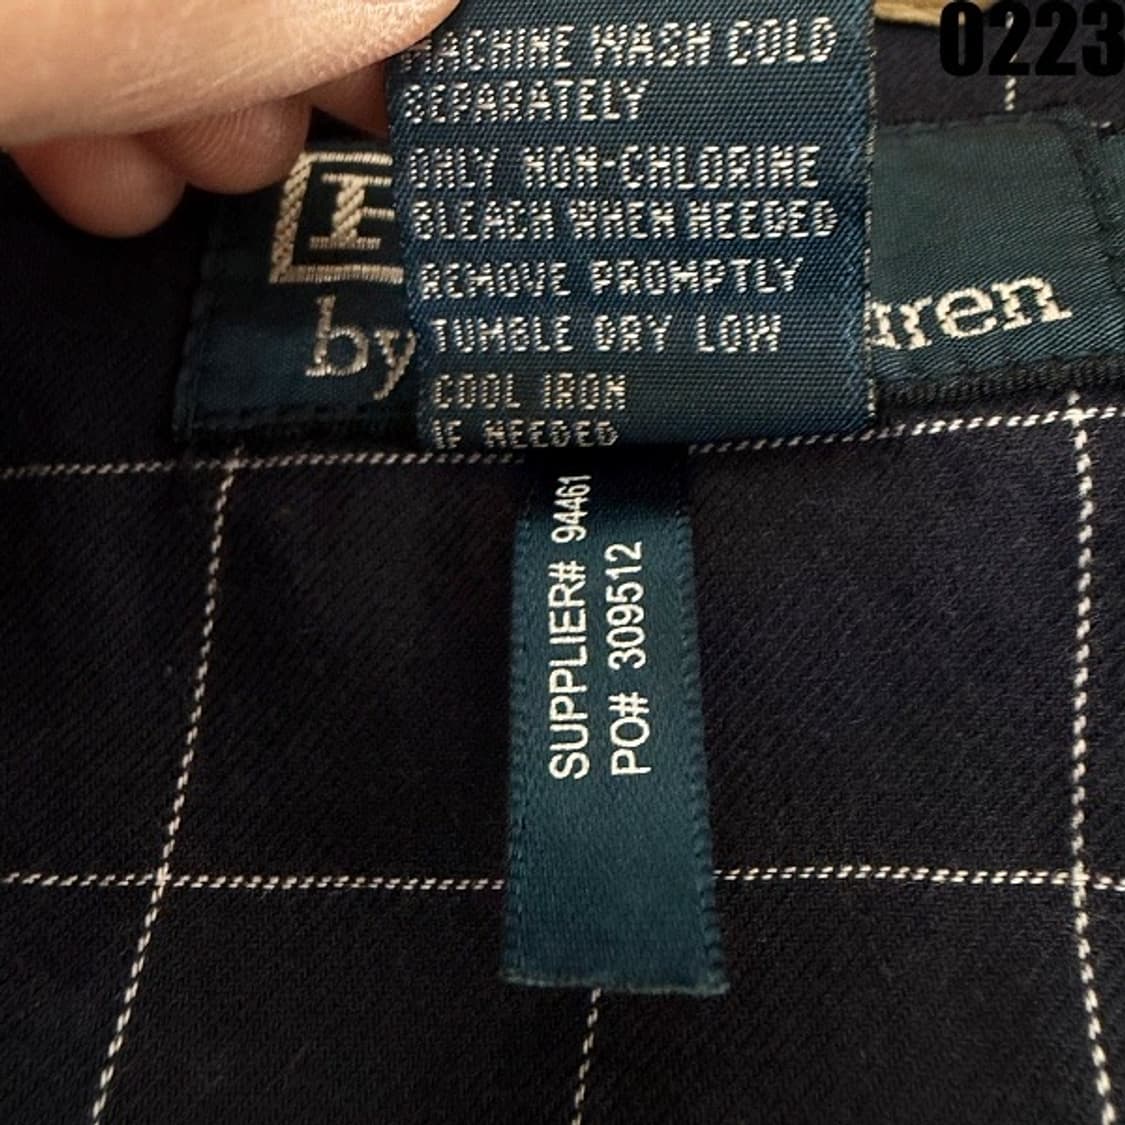 0223
MACHINE WASH COLD
SEPARATELY
ONLY NON-CHLORINE
BLEACH WHEN NEEDED
REMOVE PROMPTLY
TUMBLE DRY LOW
COOL IRON
IF NEEDED
by
SUPPLIER# 94461
PO# 309512